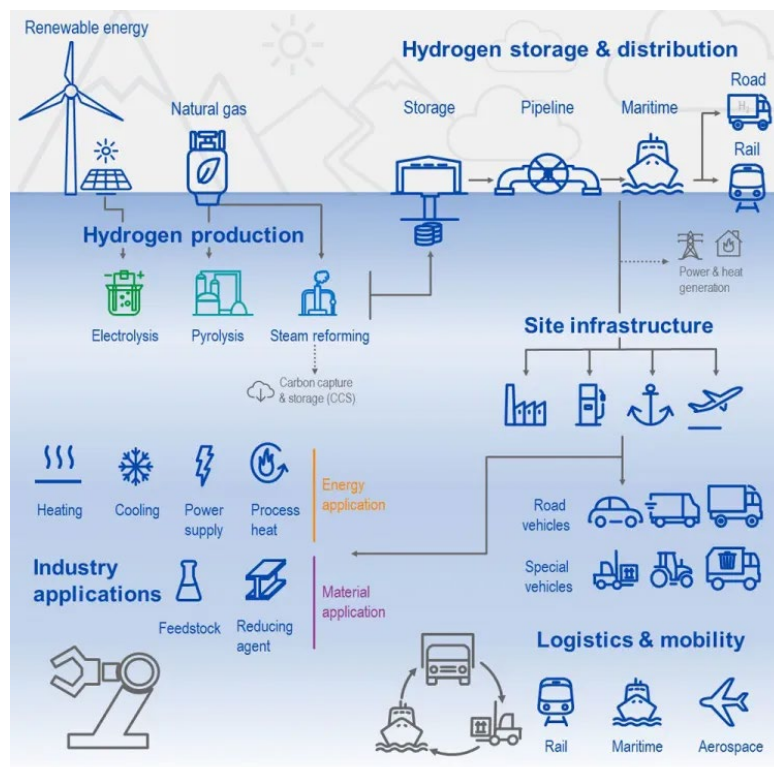 Renewable energy
Natural gas
Hydrogen storage & distribution
Storage
Pipeline
Maritime
Road
H₂
Rail
Hydrogen production
Electrolysis
Pyrolysis
Steam reforming
Carbon capture
& storage (CCS)
Power & heat
generation
Site infrastructure
Heating
Cooling
Power
supply
Process
heat
Energy
application
Industry
applications
Feedstock
Reducing
agent
Material
application
Road
vehicles
Special
vehicles
Logistics & mobility
Rail
Maritime
Aerospace